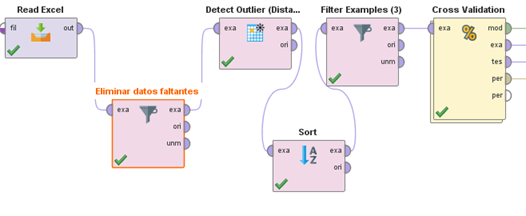 Read Excel
fil
out
Eliminar datos faltantes
exa
exa
ori
unm
Detect Outlier (Dista...
exa
exa
ori
Sort
exa
exa
ori
Filter Examples (3)
exa
exa
ori
unm
Cross Validation
exa
mod
exa
tes
per
per